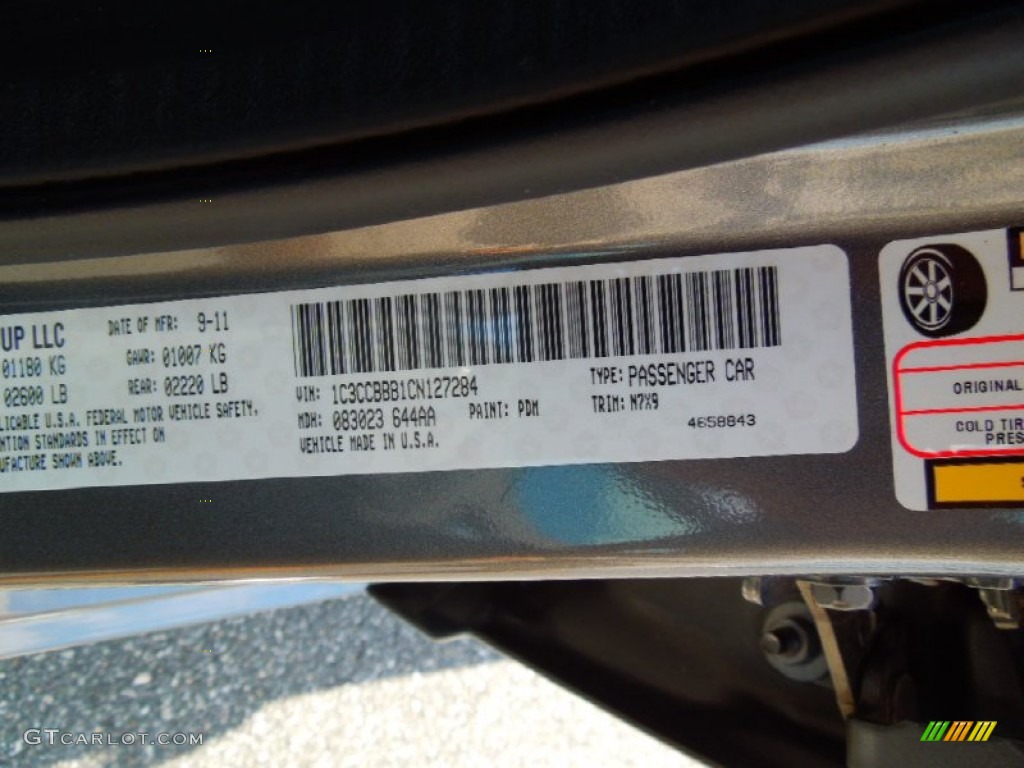 UP LLC
DATE OF MFR: 9-11
01180 KG
GAWR: 01007 KG
02600 LB
REAR: 02220 LB
LICABLE U.S.A. FEDERAL MOTOR VEHICLE SAFETY,
NTION STANDARDS IN EFFECT ON
UFACTURE SHOWN ABOVE.
VIN: 1C3CCBBB1CN127284
TYPE: PASSENGER CAR
MDH: 083023 644AA
PAINT: PDM
TRIM: M7X9
VEHICLE MADE IN U.S.A.
4658843
ORIGINAL
COLD TIR
PRES
GTCARLOT.COM